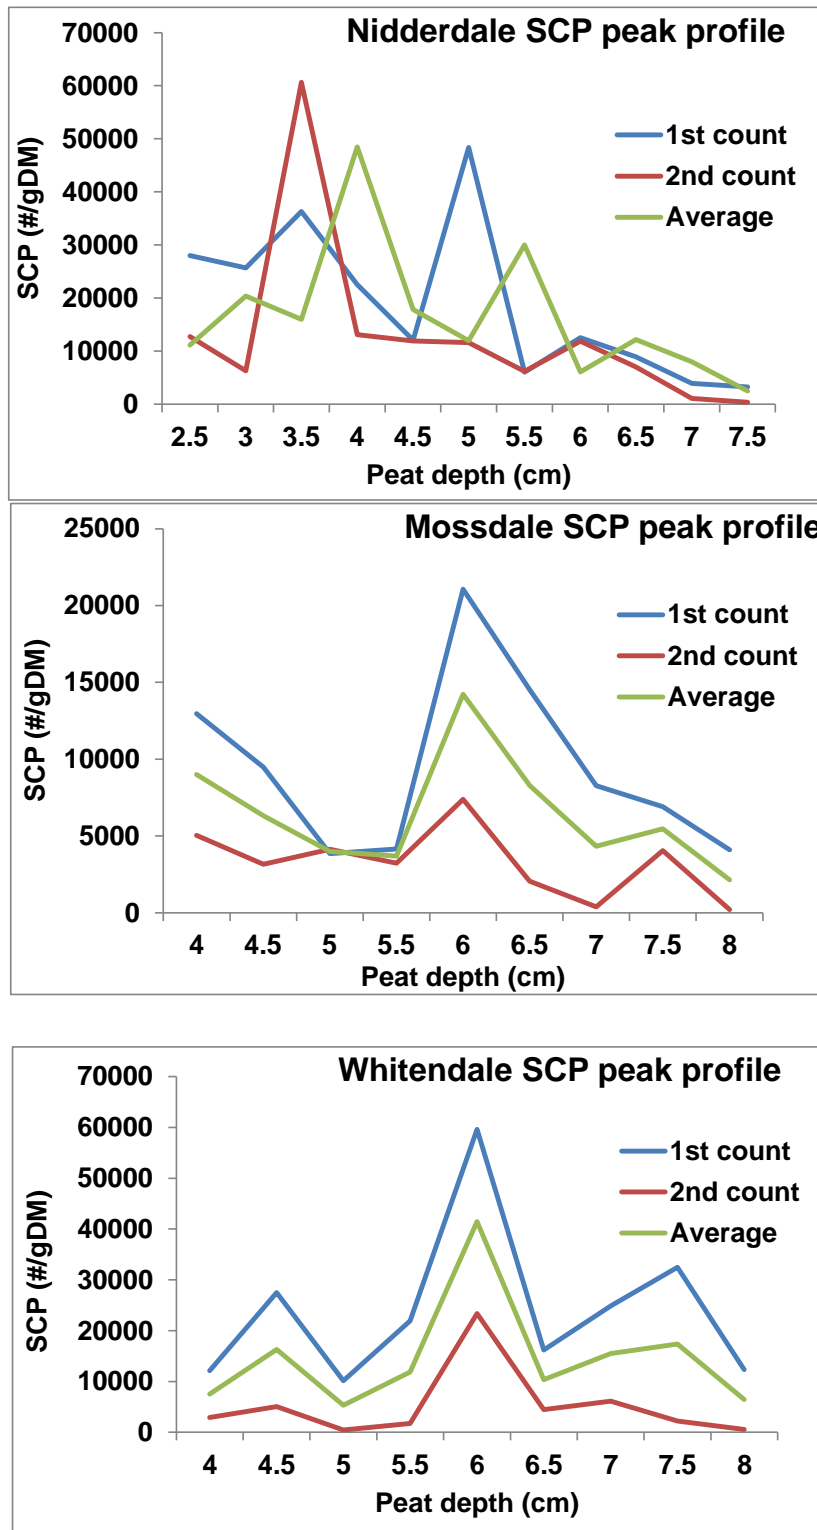 Nidderdale SCP peak profile
70000
60000
50000
40000
30000
20000
10000
0
SCP (#/gDM)
1st count
2nd count
Average
2.5 3 3.5 4 4.5 5 5.5 6 6.5 7 7.5
Peat depth (cm)
Mossdale SCP peak profile
25000
20000
15000
10000
5000
0
SCP (#/gDM)
1st count
2nd count
Average
4 4.5 5 5.5 6 6.5 7 7.5 8
Peat depth (cm)
Whitendale SCP peak profile
70000
60000
50000
40000
30000
20000
10000
0
SCP (#/gDM)
1st count
2nd count
Average
4 4.5 5 5.5 6 6.5 7 7.5 8
Peat depth (cm)